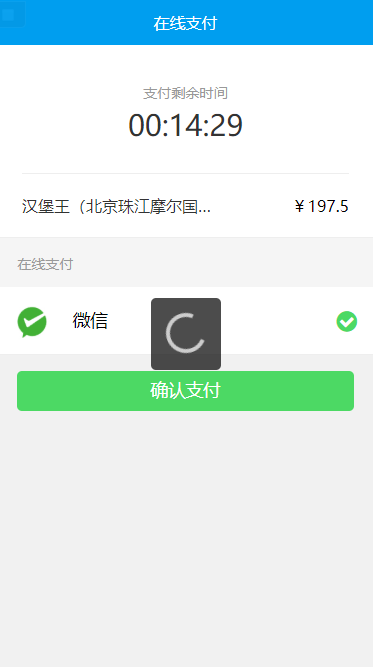 在线支付
支付剩余时间
00:14:29
汉堡王（北京珠江摩尔国... ¥ 197.5
在线支付
微信
确认支付